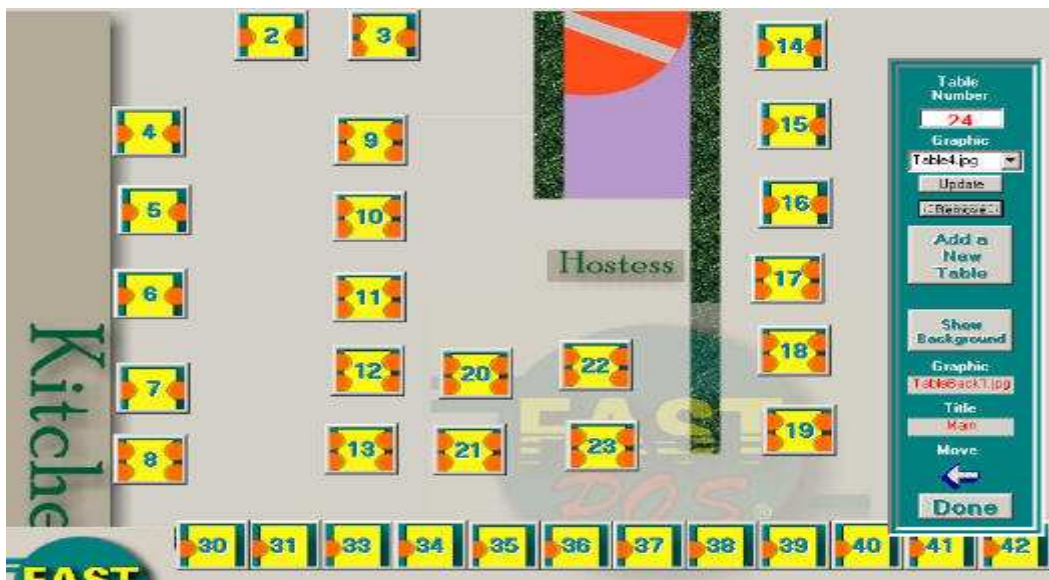 2
3
14
4
9
15
5
10
16
Hostess
6
11
17
7
12
20
22
18
8
13
21
23
19
Kitche
EAST
POS
30
31
33
34
35
36
37
38
39
40
41
42
EAST
Table
Number
24
Graphic
Table4.jpg
Update
Remove
Add a
New
Table
Show
Background
Graphic
TableBack1.jpg
Title
Main
Move
Done